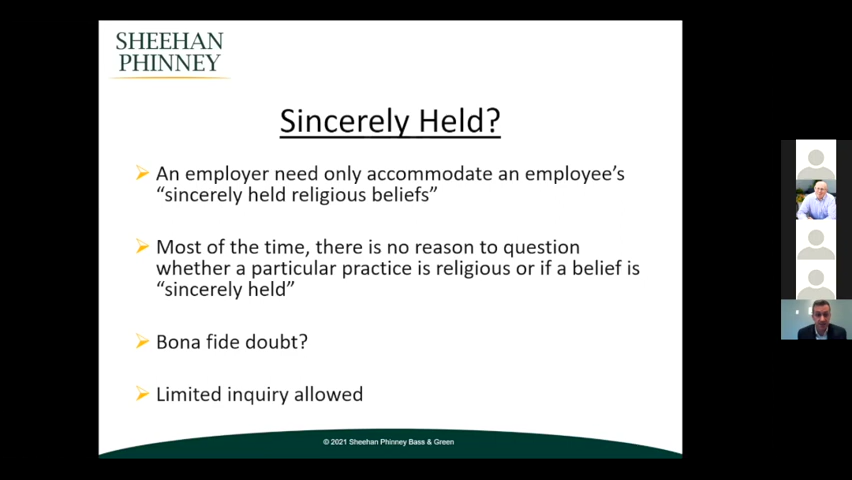 SHEEHAN
PHINNEY
Sincerely Held?
An employer need only accommodate an employee's
"sincerely held religious beliefs"
Most of the time, there is no reason to question
whether a particular practice is religious or if a belief is
"sincerely held"
Bona fide doubt?
Limited inquiry allowed
© 2021 Sheehan Phinney Bass & Green